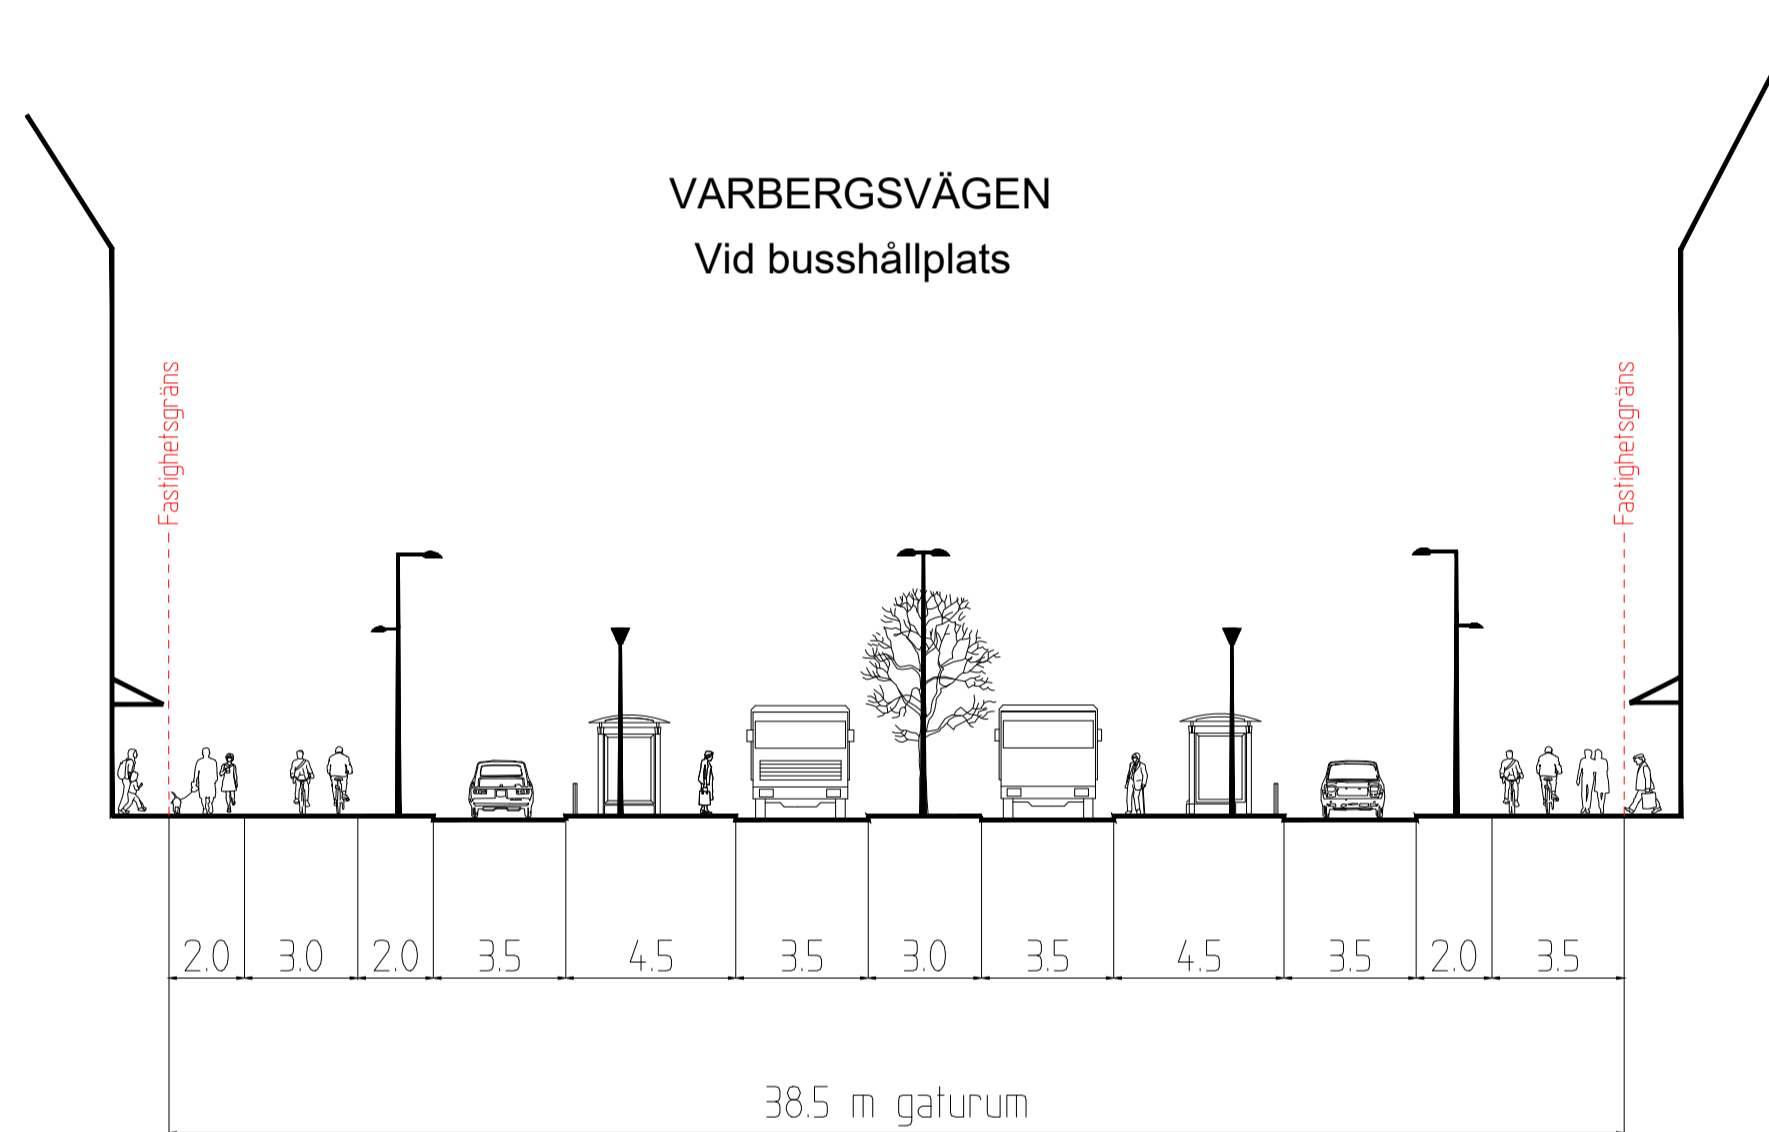 VARBERGSVÄGEN
Vid busshållplats
Fastighetsgräns
Fastighetsgräns
2.0 3.0 2.0 3.5 4.5 3.5 3.0 3.5 4.5 3.5 2.0 3.5
38.5 m gaturum